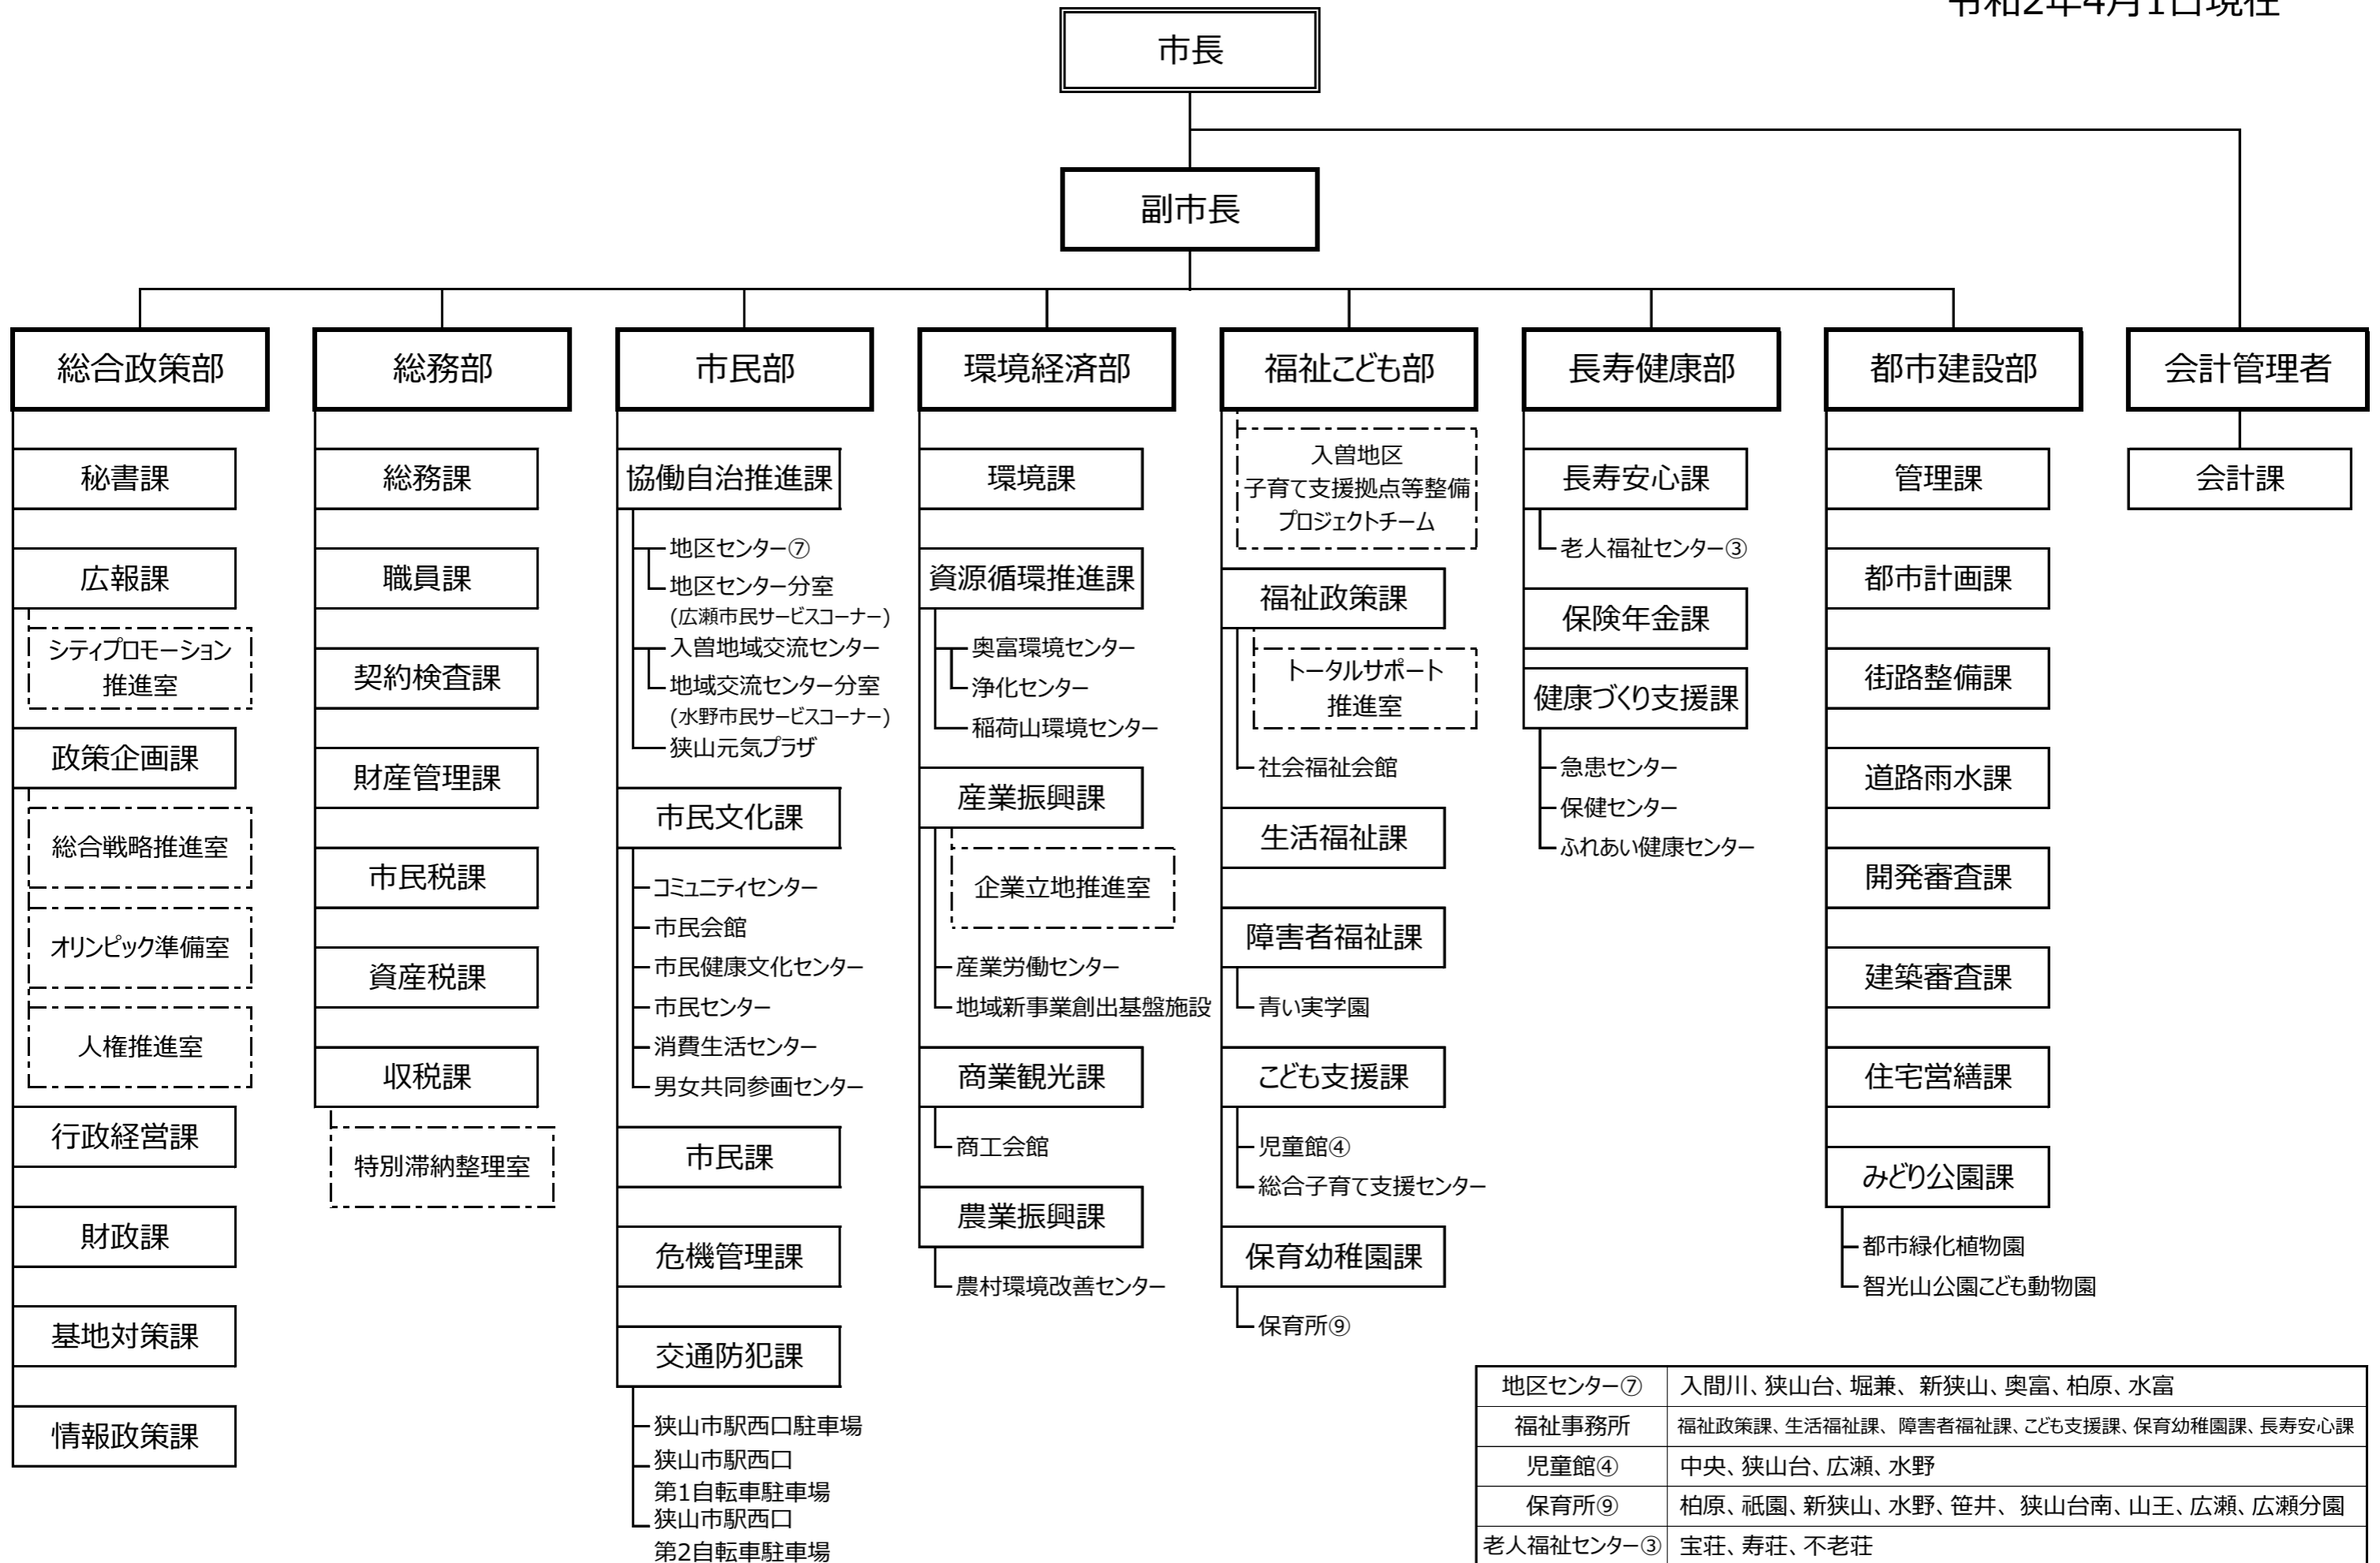 令和2年4月1日現在
市長
副市長
総合政策部
秘書課
広報課
シティプロモーション
推進室
政策企画課
総合戦略推進室
オリンピック準備室
人権推進室
行政経営課
財政課
基地対策課
情報政策課
総務部
総務課
職員課
契約検査課
財産管理課
市民税課
資産税課
収税課
特別滞納整理室
市民部
協働自治推進課
地区センター⑦
地区センター分室
(広瀬市民サービスコーナー)
入曽地域交流センター
地域交流センター分室
(水野市民サービスコーナー)
狭山元気プラザ
市民文化課
コミュニティセンター
市民会館
市民健康文化センター
市民センター
消費生活センター
男女共同参画センター
市民課
危機管理課
交通防犯課
狭山市駅西口駐車場
狭山市駅西口
第1自転車駐車場
狭山市駅西口
第2自転車駐車場
環境経済部
環境課
資源循環推進課
奥富環境センター
浄化センター
稲荷山環境センター
産業振興課
企業立地推進室
産業労働センター
地域新事業創出基盤施設
商業観光課
商工会館
農業振興課
農村環境改善センター
福祉こども部
入曽地区
子育て支援拠点等整備
プロジェクトチーム
福祉政策課
トータルサポート
推進室
社会福祉会館
生活福祉課
障害者福祉課
青い実学園
こども支援課
児童館④
総合子育て支援センター
保育幼稚園課
保育所⑨
長寿健康部
長寿安心課
老人福祉センター③
保険年金課
健康づくり支援課
急患センター
保健センター
ふれあい健康センター
都市建設部
管理課
都市計画課
街路整備課
道路雨水課
開発審査課
建築審査課
住宅営繕課
みどり公園課
都市緑化植物園
智光山公園こども動物園
会計管理者
会計課
地区センター⑦ 入間川、狭山台、堀兼、新狭山、奥富、柏原、水富
福祉事務所 福祉政策課、生活福祉課、障害者福祉課、こども支援課、保育幼稚園課、長寿安心課
児童館④ 中央、狭山台、広瀬、水野
保育所⑨ 柏原、祇園、新狭山、水野、笹井、狭山台南、山王、広瀬、広瀬分園
老人福祉センター③ 宝荘、寿荘、不老荘